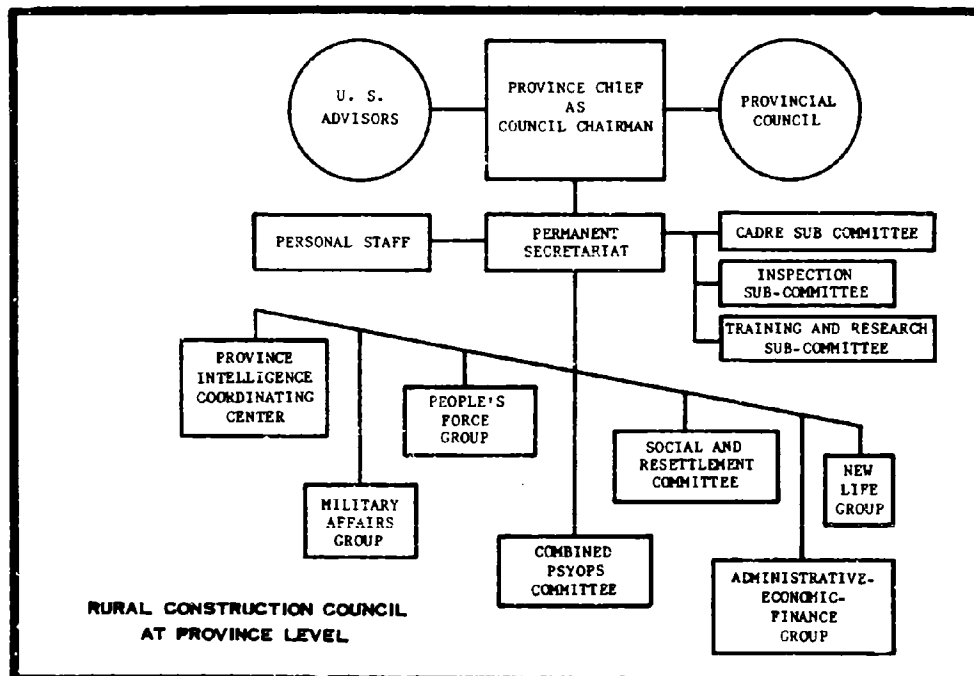 U. S.
ADVISORS
PROVINCE CHIEF
AS
COUNCIL CHAIRMAN
PROVINCIAL
COUNCIL
PERSONAL STAFF
PERMANENT
SECRETARIAT
CADRE SUB COMMITTEE
INSPECTION
SUB-COMMITTEE
TRAINING AND RESEARCH
SUB-COMMITTEE
PROVINCE
INTELLIGENCE
COORDINATING
CENTER
PEOPLE'S
FORCE
GROUP
SOCIAL AND
RESETTLEMENT
COMMITTEE
NEW
LIFE
GROUP
MILITARY
AFFAIRS
GROUP
COMBINED
PSYOPS
COMMITTEE
ADMINISTRATIVE-
ECONOMIC-
FINANCE
GROUP
RURAL CONSTRUCTION COUNCIL
AT PROVINCE LEVEL